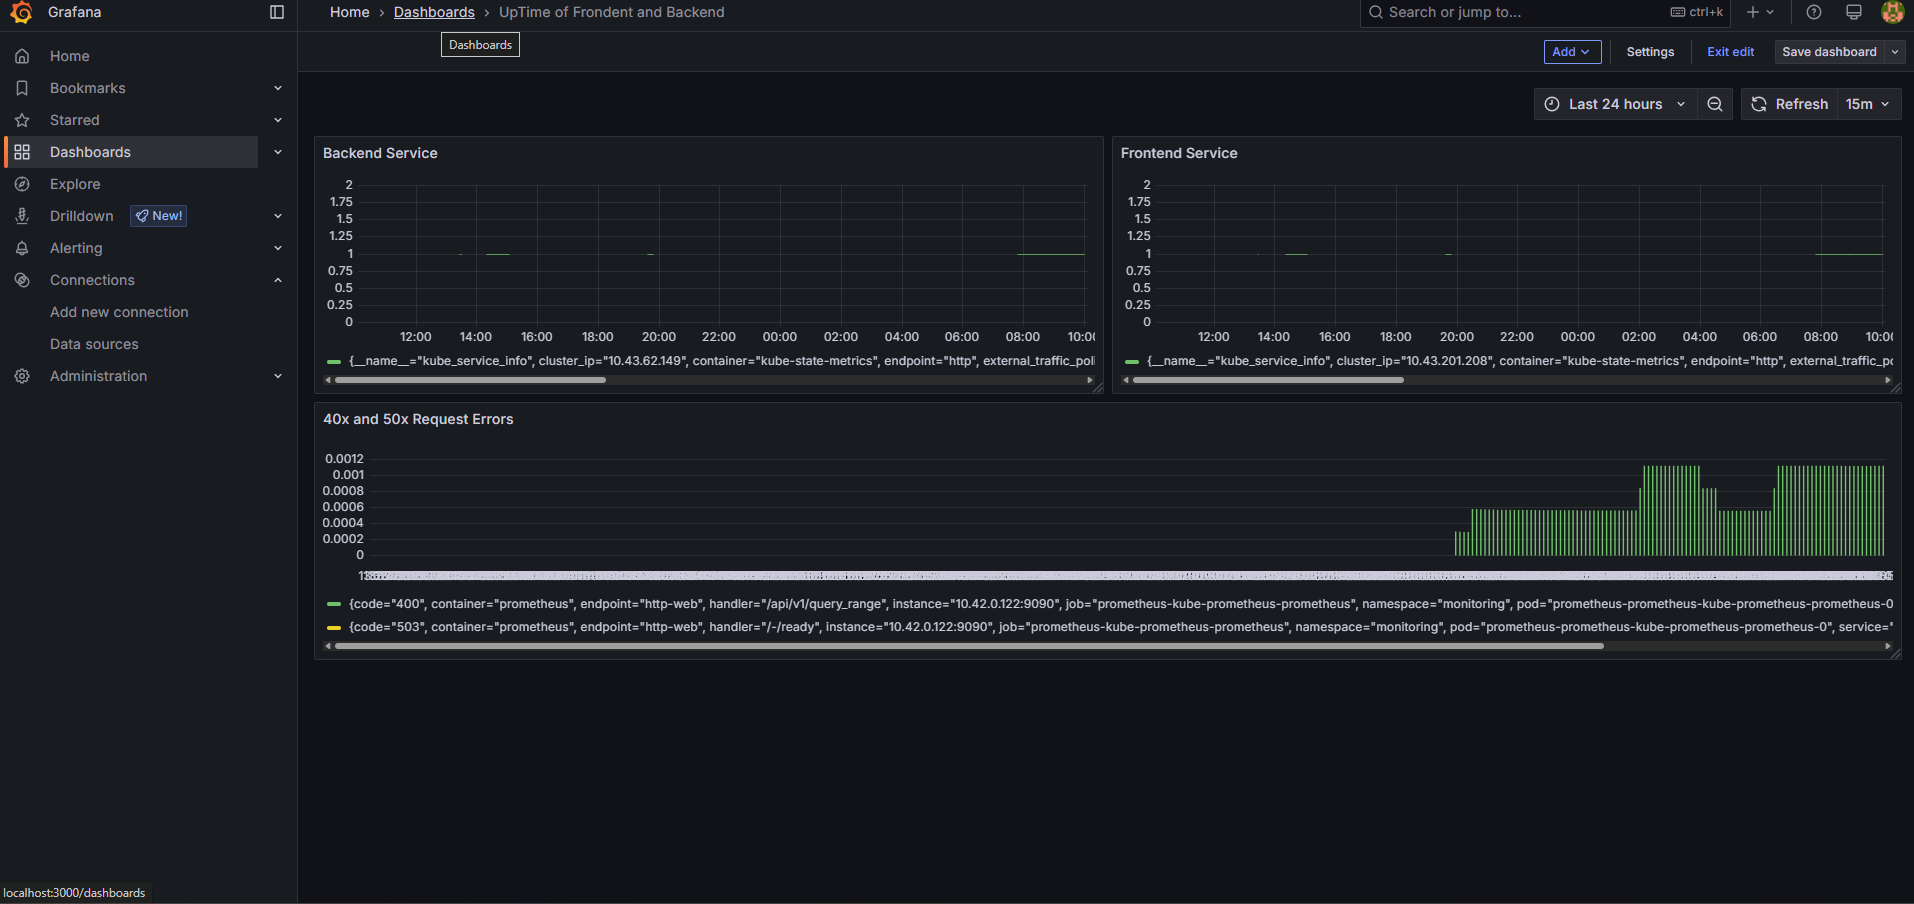 Grafana
Home › Dashboards › UpTime of Frondent and Backend
Search or jump to...
ctrl+k
Dashboards
Add
Settings
Exit edit
Save dashboard
Home
Bookmarks
Starred
Dashboards
Explore
Drilldown
New!
Alerting
Connections
Add new connection
Data sources
Administration
Last 24 hours
Refresh
15m
Backend Service
2
1.75
1.5
1.25
1
0.75
0.5
0.25
0
12:00 14:00 16:00 18:00 20:00 22:00 00:00 02:00 04:00 06:00 08:00 10:00
{__name__="kube_service_info", cluster_ip="10.43.62.149", container="kube-state-metrics", endpoint="http", external_traffic_poli
Frontend Service
2
1.75
1.5
1.25
1
0.75
0.5
0.25
0
12:00 14:00 16:00 18:00 20:00 22:00 00:00 02:00 04:00 06:00 08:00 10:00
{__name__="kube_service_info", cluster_ip="10.43.201.208", container="kube-state-metrics", endpoint="http", external_traffic_pc
40x and 50x Request Errors
0.0012
0.001
0.0008
0.0006
0.0004
0.0002
0
{code="400", container="prometheus", endpoint="http-web", handler="/api/v1/query_range", instance="10.42.0.122:9090", job="prometheus-kube-prometheus-prometheus", namespace="monitoring", pod="prometheus-prometheus-kube-prometheus-prometheus-0
{code="503", container="prometheus", endpoint="http-web", handler="/-/ready", instance="10.42.0.122:9090", job="prometheus-kube-prometheus-prometheus", namespace="monitoring", pod="prometheus-prometheus-kube-prometheus-prometheus-0", service="
localhost:3000/dashboards